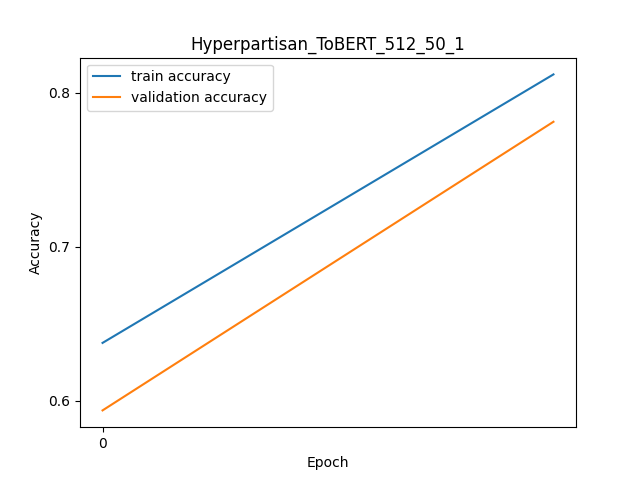 Hyperpartisan_ToBERT_512_50_1
train accuracy
validation accuracy
0.8
0.7
0.6
Accuracy
0
Epoch